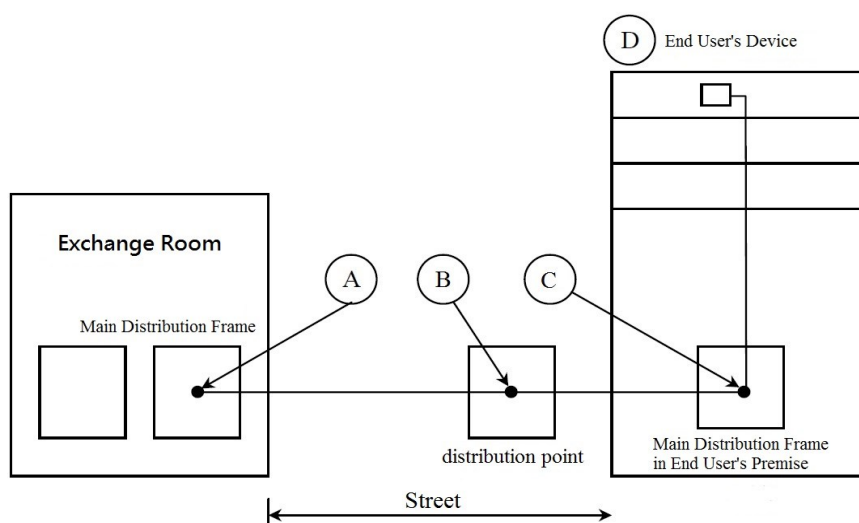 D
End User's Device
Exchange Room
A
B
C
Main Distribution Frame
distribution point
Main Distribution Frame
in End User's Premise
Street